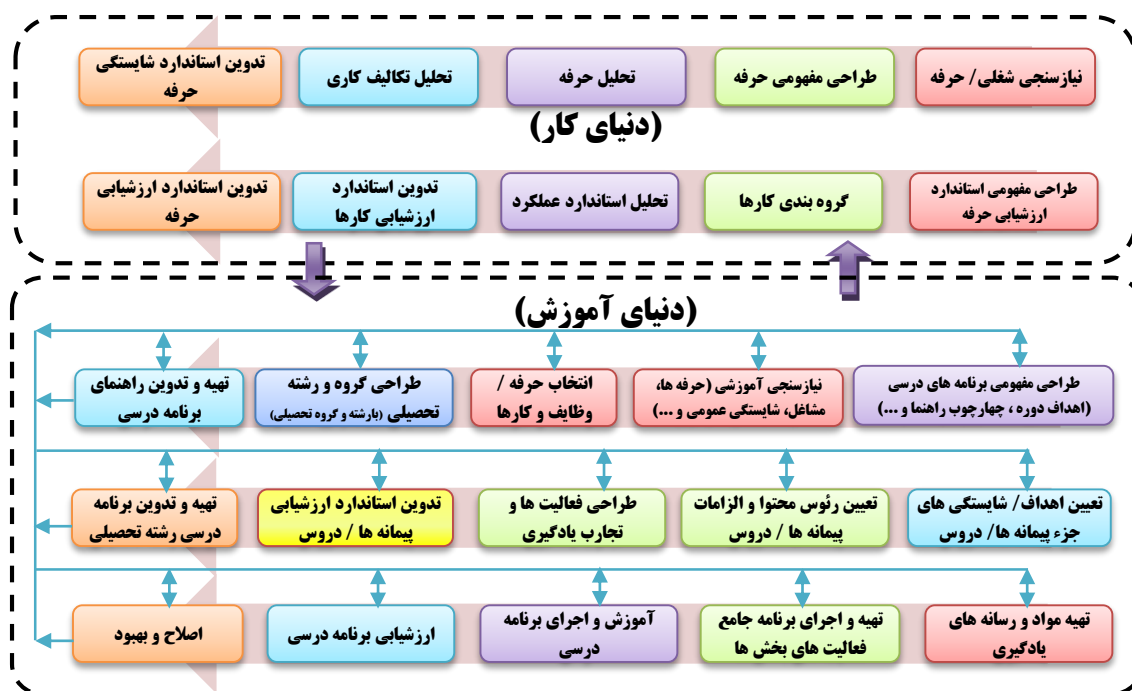 نیازسنجی شغلی/ حرفه
طراحی مفهومی حرفه
تحلیل حرفه
تحلیل تکالیف کاری
تدوین استاندارد شایستگی
حرفه
(دنیای کار)
طراحی مفهومی استاندارد
ارزشیابی حرفه
گروه بندی کارها
تحلیل استاندارد عملکرد
تدوین استاندارد
ارزشیابی کارها
تدوین استاندارد ارزشیابی
حرفه
(دنیای آموزش)
طراحی مفهومی برنامه های درسی
(اهداف دوره ، چهارچوب راهنما و ...)
نیازسنجی آموزشی (حرفه ها،
مشاغل، شایستگی عمومی و ...)
انتخاب حرفه /
وظایف و کارها
طراحی گروه و رشته
تحصیلی (بارشته و گروه تحصیلی)
تهیه و تدوین راهنمای
برنامه درسی
تعیین اهداف/ شایستگی های
جزء پیمانه ها/ دروس
تعیین رئوس محتوا و الزامات
پیمانه ها / دروس
طراحی فعالیت ها و
تجارب یادگیری
تدوین استاندارد ارزشیابی
پیمانه ها / دروس
تهیه و تدوین برنامه
درسی رشته تحصیلی
تهیه مواد و رسانه های
یادگیری
تهیه و اجرای برنامه جامع
فعالیت های بخش ها
آموزش و اجرای برنامه
درسی
ارزشیابی برنامه درسی
اصلاح و بهبود